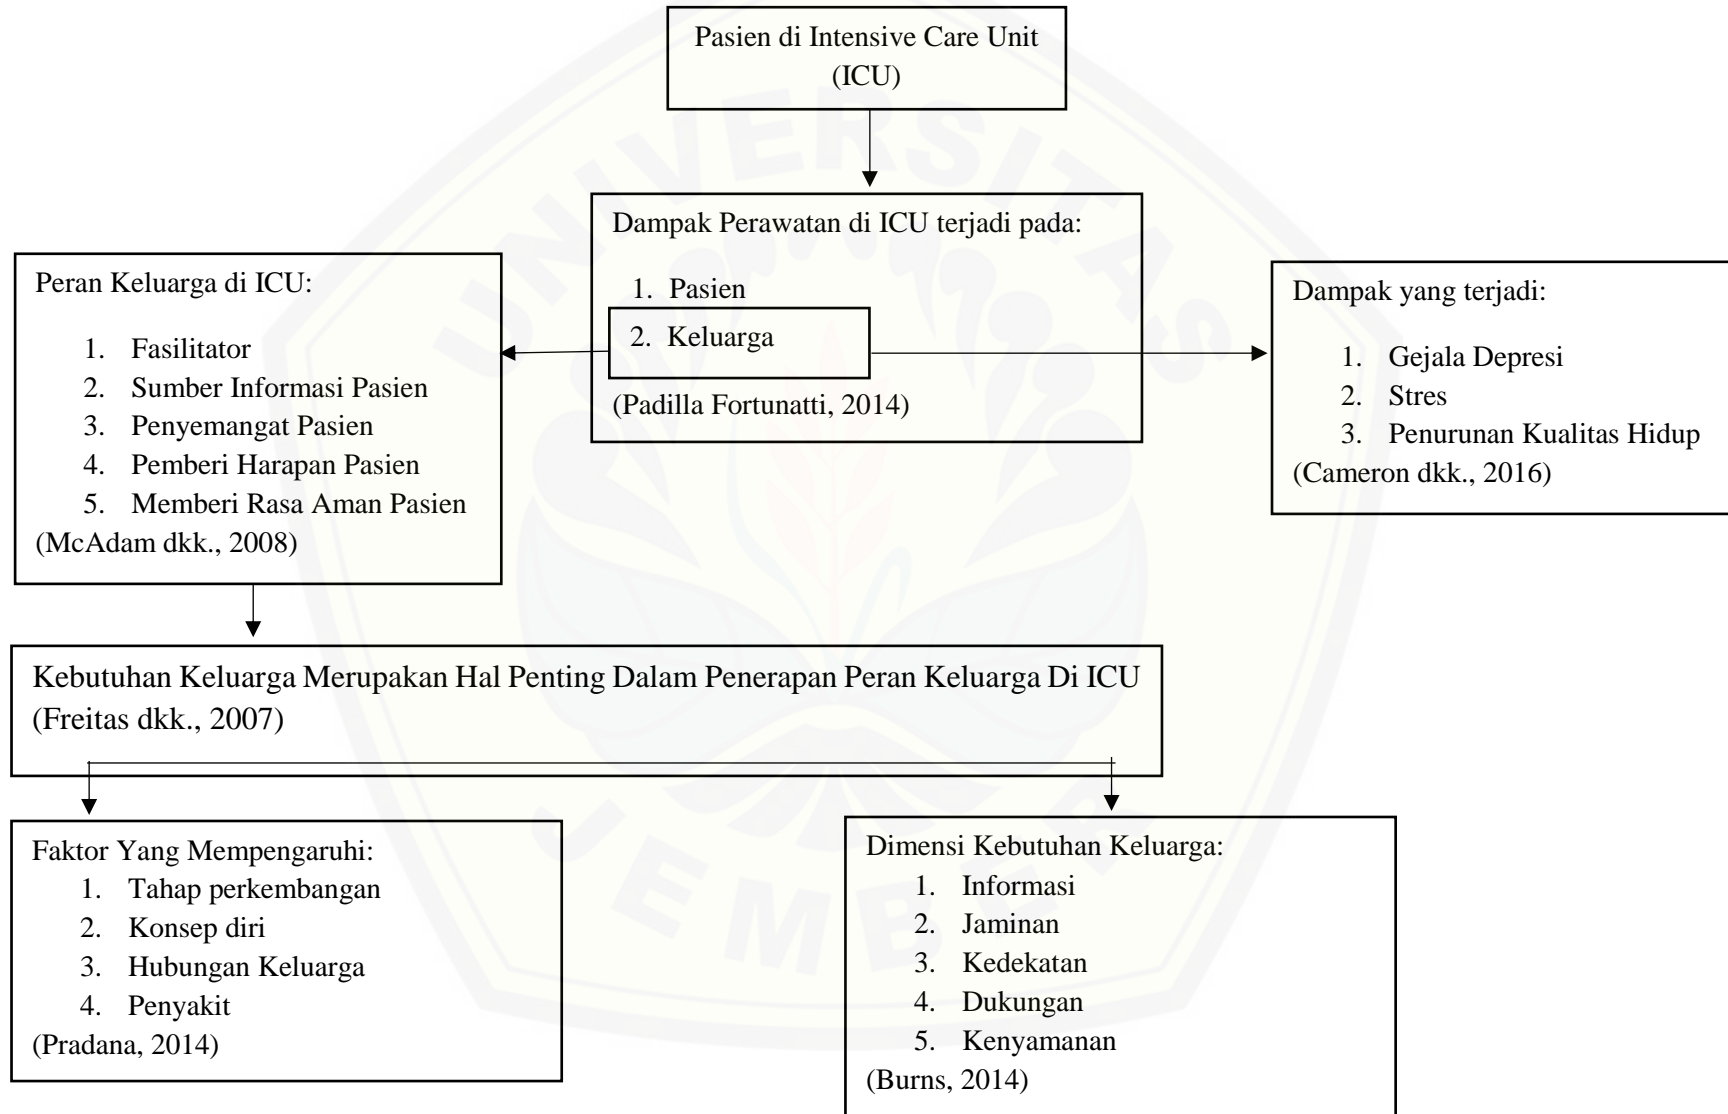 Pasien di Intensive Care Unit
(ICU)
Dampak Perawatan di ICU terjadi pada:
1. Pasien
2. Keluarga
(Padilla Fortunatti, 2014)
Peran Keluarga di ICU:
1. Fasilitator
2. Sumber Informasi Pasien
3. Penyemangat Pasien
4. Pemberi Harapan Pasien
5. Memberi Rasa Aman Pasien
(McAdam dkk., 2008)
Dampak yang terjadi:
1. Gejala Depresi
2. Stres
3. Penurunan Kualitas Hidup
(Cameron dkk., 2016)
Kebutuhan Keluarga Merupakan Hal Penting Dalam Penerapan Peran Keluarga Di ICU
(Freitas dkk., 2007)
Faktor Yang Mempengaruhi:
1. Tahap perkembangan
2. Konsep diri
3. Hubungan Keluarga
4. Penyakit
(Pradana, 2014)
Dimensi Kebutuhan Keluarga:
1. Informasi
2. Jaminan
3. Kedekatan
4. Dukungan
5. Kenyamanan
(Burns, 2014)
UNIVERSITAS
JEMBER